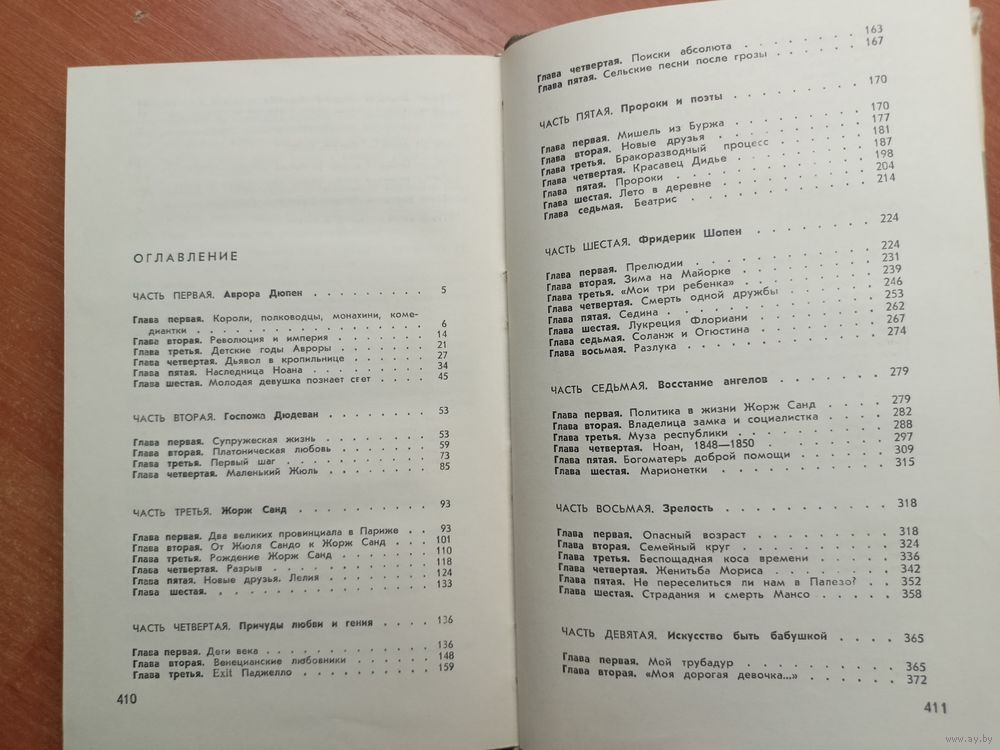 ОГЛАВЛЕНИЕ
ЧАСТЬ ПЕРВАЯ. Аврора Дюпен . . . . . . . . 5
Глава первая. Короли, полководцы, монахини, коме-
диантки . . . . . . . . . . . . . . . . 6
Глава вторая. Революция и империя . . . . . . 14
Глава третья. Детские годы Авроры . . . . . . 21
Глава четвертая. Дьявол в кропильнице . . . . . 27
Глава пятая. Наследница Ноана . . . . . . . . 34
Глава шестая. Молодая девушка познает свет . . . . 45
ЧАСТЬ ВТОРАЯ. Госпожа Дюдеван . . . . . . . . 53
Глава первая. Супружеская жизнь . . . . . . . 53
Глава вторая. Платоническая любовь . . . . . . 59
Глава третья. Первый шаг . . . . . . . . . 73
Глава четвертая. Маленький Жюль . . . . . . . 85
ЧАСТЬ ТРЕТЬЯ. Жорж Санд . . . . . . . . . . 93
Глава первая. Два великих провинциала в Париже . . 93
Глава вторая. От Жюля Сандо к Жорж Санд . . . 101
Глава третья. Рождение Жорж Санд . . . . . . 110
Глава четвертая. Разрыв . . . . . . . . . . 118
Глава пятая. Новые друзья. Лелия . . . . . . . 124
Глава шестая. . . . . . . . . . . . . . . 133
ЧАСТЬ ЧЕТВЕРТАЯ. Причуды любви и гения . . . . 136
Глава первая. Дети века . . . . . . . . . . 136
Глава вторая. Венецианские любовники . . . . . 148
Глава третья. Exit Паджелло . . . . . . . . 159
410
Глава четвертая. Поиски абсолюта . . . . . . . 163
Глава пятая. Сельские песни после грозы . . . . . 167
ЧАСТЬ ПЯТАЯ. Пророки и поэты . . . . . . . . 170
Глава первая. Мишель из Буржа . . . . . . . . 170
Глава вторая. Новые друзья . . . . . . . . . 177
Глава третья. Бракоразводный процесс . . . . . . 181
Глава четвертая. Красавец Дидье . . . . . . . 187
Глава пятая. Пророки . . . . . . . . . . . 198
Глава шестая. Лето в деревне . . . . . . . . 204
Глава седьмая. Беатрис . . . . . . . . . . 214
ЧАСТЬ ШЕСТАЯ. Фридерик Шопен . . . . . . . . 224
Глава первая. Прелюдии . . . . . . . . . . 224
Глава вторая. Зима на Майорке . . . . . . . . 231
Глава третья. «Мои три ребенка» . . . . . . . 239
Глава четвертая. Смерть одной дружбы . . . . . 246
Глава пятая. Седина . . . . . . . . . . . 253
Глава шестая. Лукреция Флориани . . . . . . . 262
Глава седьмая. Соланж и Огюстина . . . . . . . 267
Глава восьмая. Разлука . . . . . . . . . . 274
ЧАСТЬ СЕДЬМАЯ. Восстание ангелов . . . . . . . 279
Глава первая. Политика в жизни Жорж Санд . . . . 279
Глава вторая. Владелица замка и социалистка . . . . 282
Глава третья. Муза республики . . . . . . . . 288
Глава четвертая. Ноан, 1848—1850 . . . . . . . 297
Глава пятая. Богоматерь доброй помощи . . . . . 309
Глава шестая. Марионетки . . . . . . . . . 315
ЧАСТЬ ВОСЬМАЯ. Зрелость . . . . . . . . . . 318
Глава первая. Опасный возраст . . . . . . . . 318
Глава вторая. Семейный круг . . . . . . . . 324
Глава третья. Беспощадная коса времени . . . . . 336
Глава четвертая. Женитьба Мориса . . . . . . . 342
Глава пятая. Не переселиться ли нам в Палезо? . . 352
Глава шестая. Страдания и смерть Мансо . . . . 358
ЧАСТЬ ДЕВЯТАЯ. Искусство быть бабушкой . . . . 365
Глава первая. Мой трубадур . . . . . . . . . 365
Глава вторая. «Моя дорогая девочка...» . . . . . 372
411
www.ay.by